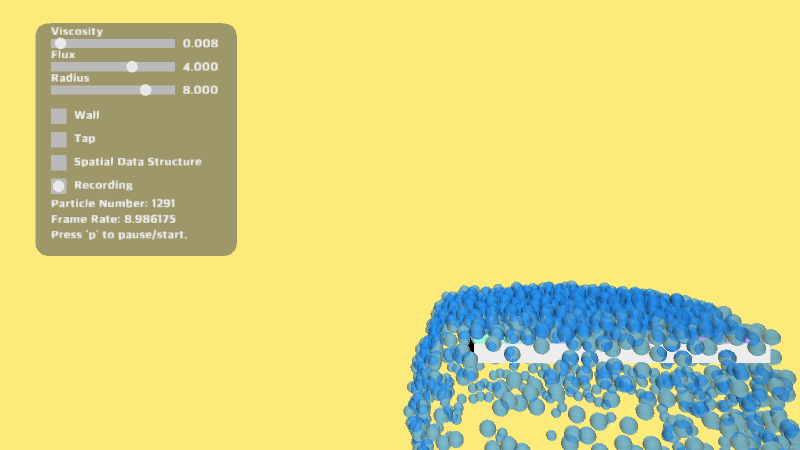 Viscosity
0.008
Flux
4.000
Radius
8.000
Wall
Tap
Spatial Data Structure
Recording
Particle Number: 1291
Frame Rate: 8.986175
Press 'p' to pause/start.